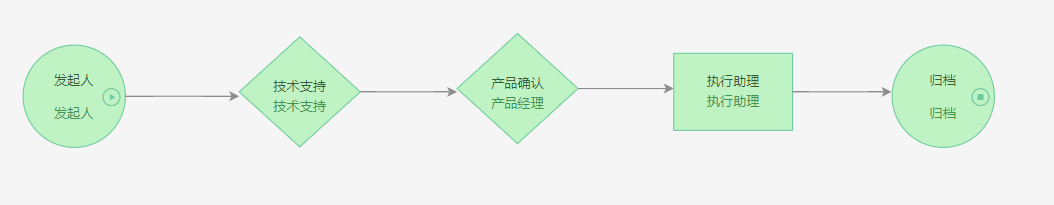 发起人
发起人
技术支持
技术支持
产品确认
产品经理
执行助理
执行助理
归档
归档